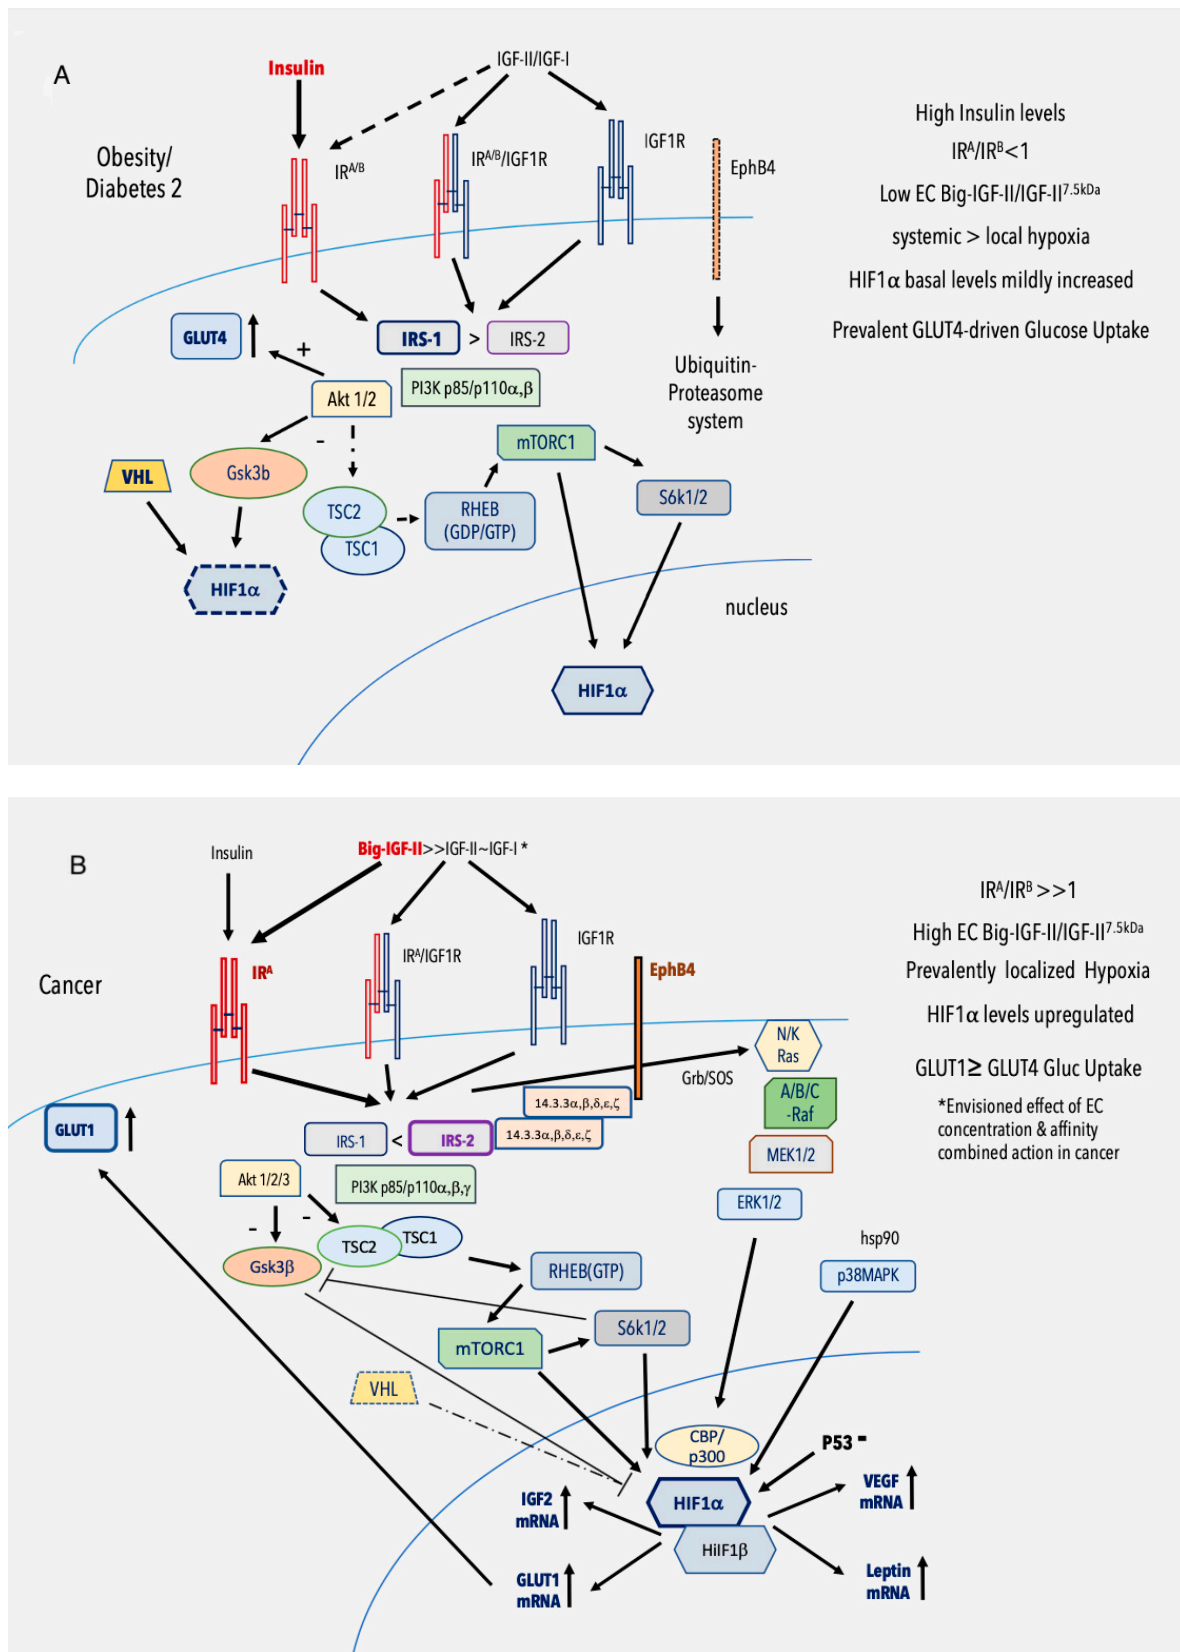 A
Insulin
IGF-II/IGF-I
Obesity/
Diabetes 2
IR^A/B
IR^A/B/IGF1R
IGF1R
EphB4
High Insulin levels
IR^A/IR^B<1
Low EC Big-IGF-II/IGF-II^7.5kDa
systemic > local hypoxia
HIF1α basal levels mildly increased
Prevalent GLUT4-driven Glucose Uptake
GLUT4
+
IRS-1
>
IRS-2
Ubiquitin-
Proteasome
system
Akt 1/2
PI3K p85/p110α,β
-
mTORC1
VHL
Gsk3b
TSC2
TSC1
RHEB
(GDP/GTP)
S6k1/2
HIF1α
nucleus
HIF1α
B
Insulin
Big-IGF-II>>IGF-II~IGF-I *
Cancer
IR^A
IR^A/IGF1R
IGF1R
EphB4
IR^A/IR^B >>1
High EC Big-IGF-II/IGF-II^7.5kDa
Prevalently localized Hypoxia
HIF1α levels upregulated
GLUT1≥ GLUT4 Gluc Uptake
*Envisioned effect of EC
concentration & affinity
combined action in cancer
N/K
Ras
Grb/SOS
A/B/C
-Raf
MEK1/2
ERK1/2
GLUT1
14.3.3α,β,δ,ε,ζ
14.3.3α,β,δ,ε,ζ
IRS-1
<
IRS-2
Akt 1/2/3
PI3K p85/p110α,β,γ
-
-
TSC2
TSC1
Gsk3β
RHEB(GTP)
hsp90
p38MAPK
S6k1/2
mTORC1
VHL
CBP/
p300
P53 -
HIF1α
HiIF1β
IGF2
mRNA
VEGF
mRNA
GLUT1
mRNA
Leptin
mRNA